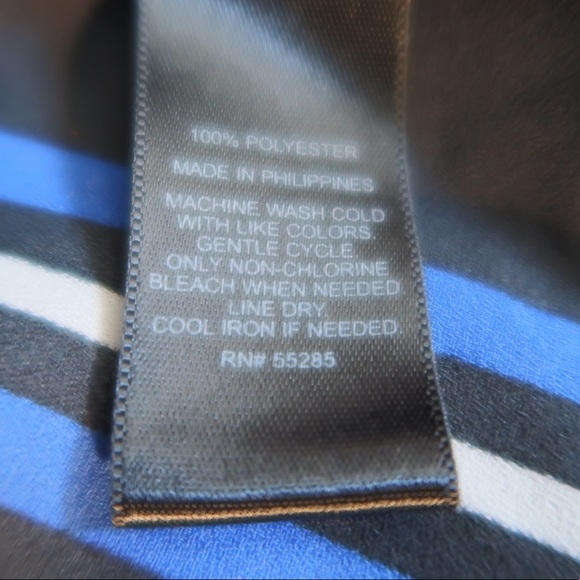 100% POLYESTER
MADE IN PHILIPPINES
MACHINE WASH COLD
WITH LIKE COLORS.
GENTLE CYCLE.
ONLY NON-CHLORINE
BLEACH WHEN NEEDED.
LINE DRY.
COOL IRON IF NEEDED.
RN# 55285